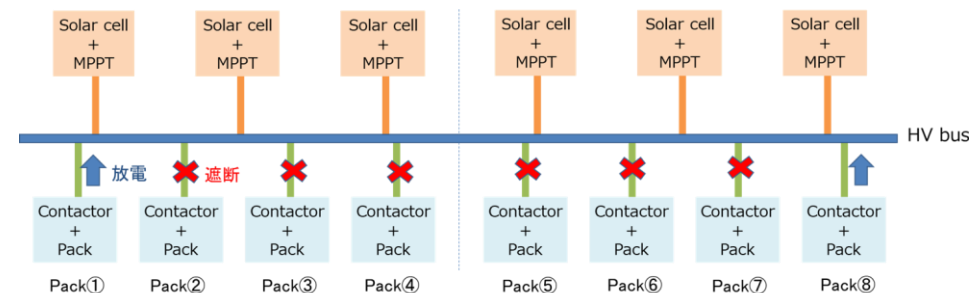 Solar cell
+
MPPT
Solar cell
+
MPPT
Solar cell
+
MPPT
Solar cell
+
MPPT
Solar cell
+
MPPT
Solar cell
+
MPPT
HV bus
放電
遮断
Contactor
+
Pack
Contactor
+
Pack
Contactor
+
Pack
Contactor
+
Pack
Contactor
+
Pack
Contactor
+
Pack
Contactor
+
Pack
Contactor
+
Pack
Pack①
Pack②
Pack③
Pack④
Pack⑤
Pack⑥
Pack⑦
Pack⑧